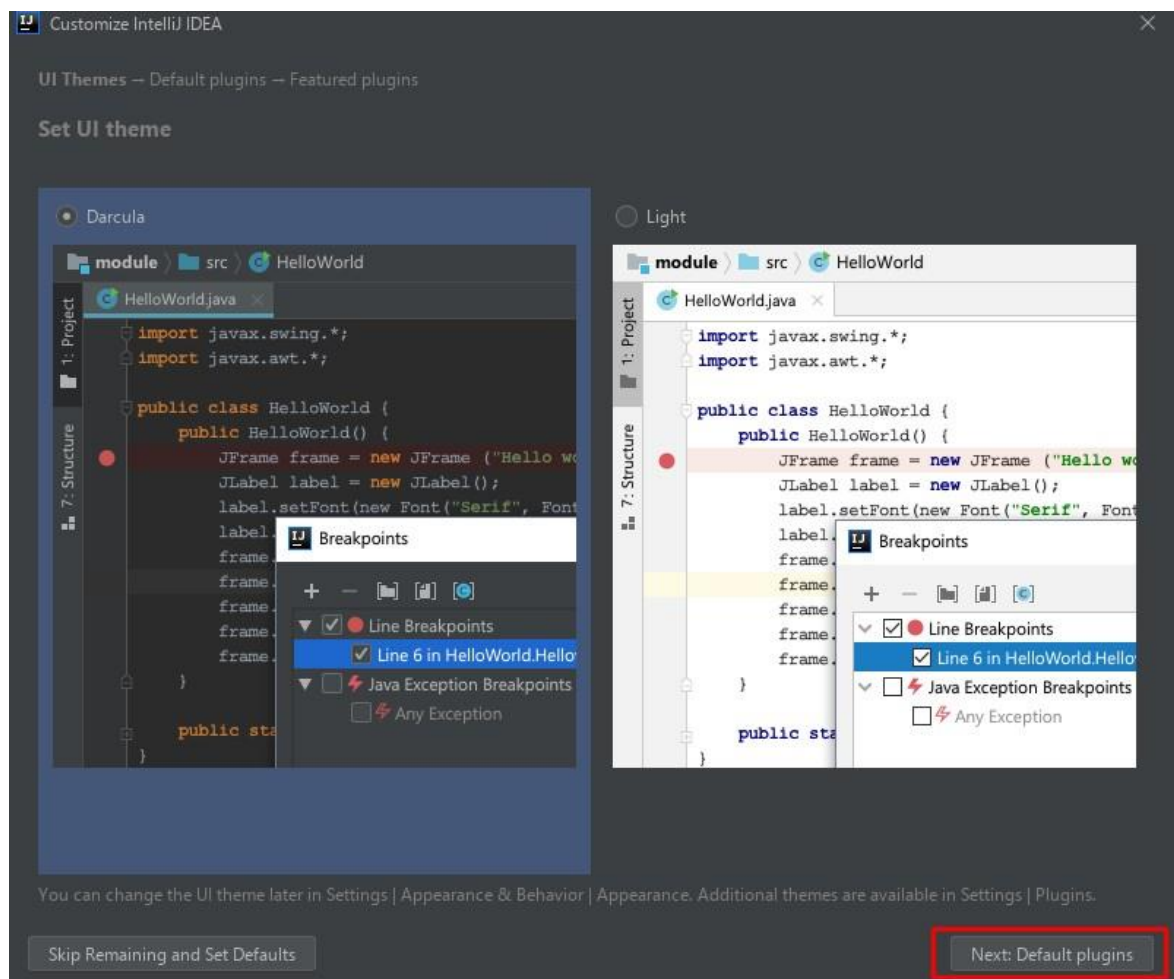 IJ Customize IntelliJ IDEA
UI Themes — Default plugins — Featured plugins
Set UI theme
Darcula
module src HelloWorld
1: Project
7: Structure
HelloWorld.java
import javax.swing.*;
import javax.awt.*;
public class HelloWorld {
public HelloWorld() {
JFrame frame = new JFrame ("Hello wo
JLabel label = new JLabel();
label.setFont(new Font("Serif", Font
label.
frame.
frame.
frame.
frame.
frame.
}
public sta
}
IJ Breakpoints
Line Breakpoints
Line 6 in HelloWorld.Hello
Java Exception Breakpoints
Any Exception
Light
module src HelloWorld
1: Project
7: Structure
HelloWorld.java
import javax.swing.*;
import javax.awt.*;
public class HelloWorld {
public HelloWorld() {
JFrame frame = new JFrame ("Hello wo
JLabel label = new JLabel();
label.setFont(new Font("Serif", Font
label.
frame.
frame.
frame.
frame.
frame.
}
public sta
}
IJ Breakpoints
Line Breakpoints
Line 6 in HelloWorld.Hello
Java Exception Breakpoints
Any Exception
You can change the UI theme later in Settings | Appearance & Behavior | Appearance. Additional themes are available in Settings | Plugins.
Skip Remaining and Set Defaults
Next: Default plugins